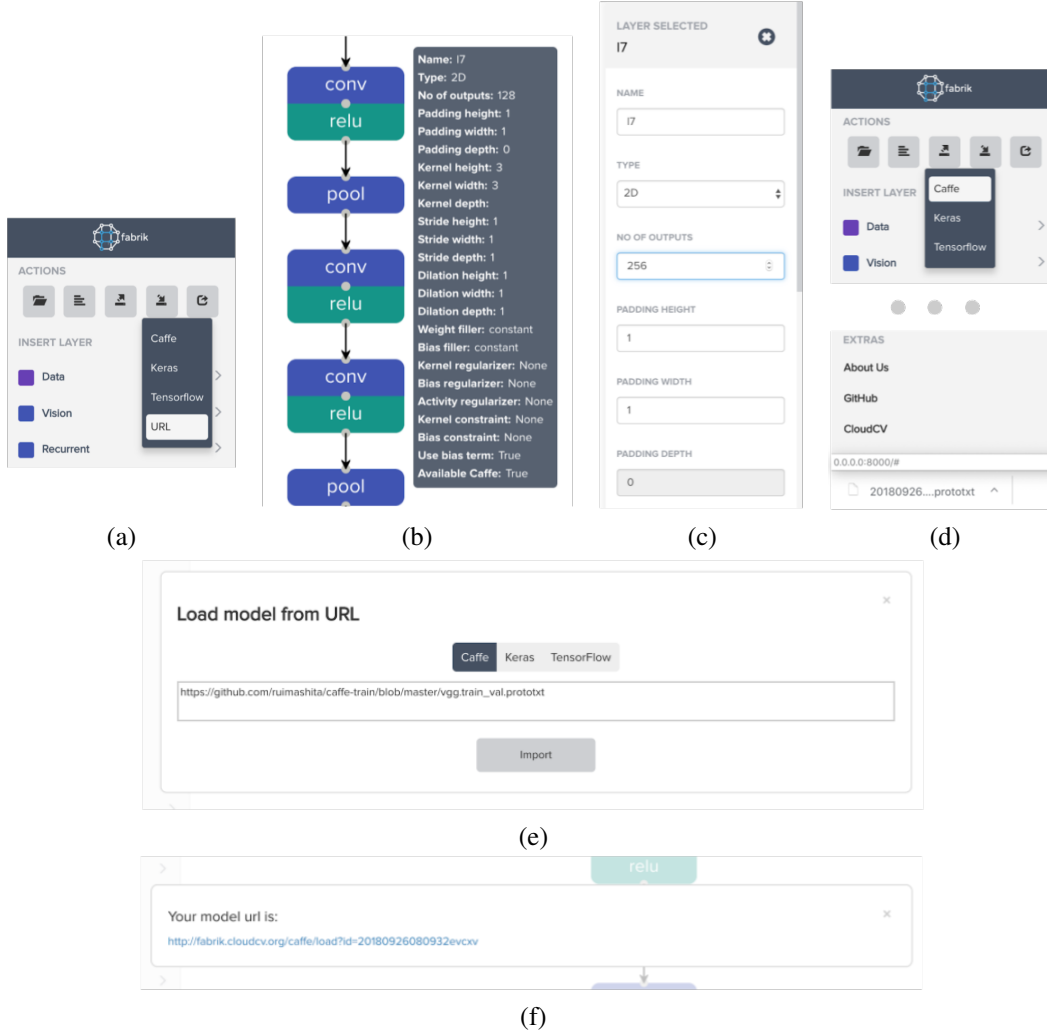 fabrik
ACTIONS
INSERT LAYER
Data
Vision
Recurrent
Caffe
Keras
Tensorflow
URL
(a)
conv
relu
pool
conv
relu
conv
relu
pool
Name: l7
Type: 2D
No of outputs: 128
Padding height: 1
Padding width: 1
Padding depth: 0
Kernel height: 3
Kernel width: 3
Kernel depth:
Stride height: 1
Stride width: 1
Stride depth: 1
Dilation height: 1
Dilation width: 1
Dilation depth: 1
Weight filler: constant
Bias filler: constant
Kernel regularizer: None
Bias regularizer: None
Activity regularizer: None
Kernel constraint: None
Bias constraint: None
Use bias term: True
Available Caffe: True
(b)
LAYER SELECTED
l7
NAME
l7
TYPE
2D
NO OF OUTPUTS
256
PADDING HEIGHT
1
PADDING WIDTH
1
PADDING DEPTH
0
(c)
fabrik
ACTIONS
INSERT LAYER
Data
Vision
Caffe
Keras
Tensorflow
EXTRAS
About Us
GitHub
CloudCV
0.0.0.0:8000/#
20180926....prototxt
(d)
Load model from URL
Caffe Keras TensorFlow
https://github.com/ruimashita/caffe-train/blob/master/vgg.train_val.prototxt
Import
(e)
relu
Your model url is:
http://fabrik.cloudcv.org/caffe/load?id=20180926080932evcxv
(f)